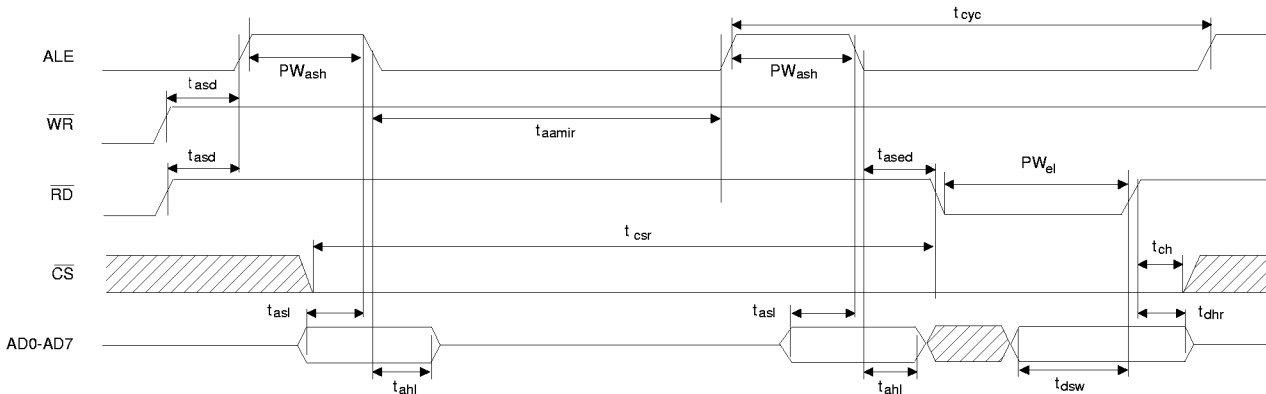 t cyc
ALE
PWash
PWash
tasd
WR
taamir
tasd
tased
PWel
RD
t csr
tch
CS
tasl
tasl
tdhr
AD0-AD7
tahl
tahl
tdsw